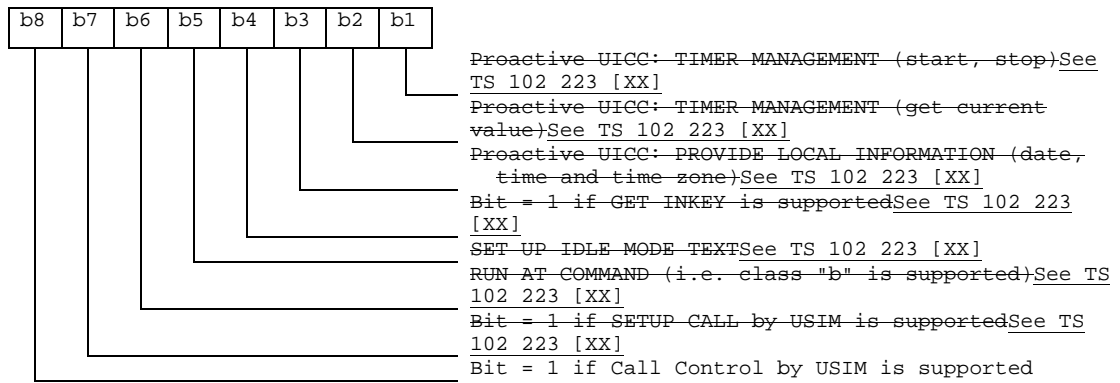 b8 b7 b6 b5 b4 b3 b2 b1
Proactive UICC: TIMER MANAGEMENT (start, stop)See
TS 102 223 [XX]
Proactive UICC: TIMER MANAGEMENT (get current
value)See TS 102 223 [XX]
Proactive UICC: PROVIDE LOCAL INFORMATION (date,
time and time zone)See TS 102 223 [XX]
Bit = 1 if GET INKEY is supportedSee TS 102 223
[XX]
SET UP IDLE MODE TEXTSee TS 102 223 [XX]
RUN AT COMMAND (i.e. class "b" is supported)See TS
102 223 [XX]
Bit = 1 if SETUP CALL by USIM is supportedSee TS
102 223 [XX]
Bit = 1 if Call Control by USIM is supported